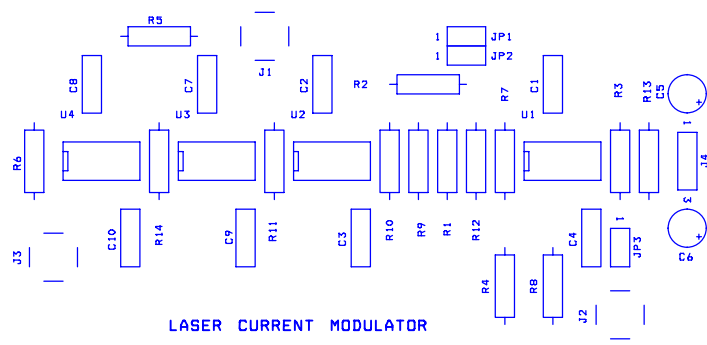 R5
1 JP1
1 JP2
J1
C8
C7
C2
R2
C1
R7
R3
R13
C5
+
U4
U3
U2
U1
1
R6
J4
3
C10
R14
C9
R11
C3
R10
R9
R1
R12
C4
1
JP3
+
C6
J3
R4
R8
J2
LASER CURRENT MODULATOR